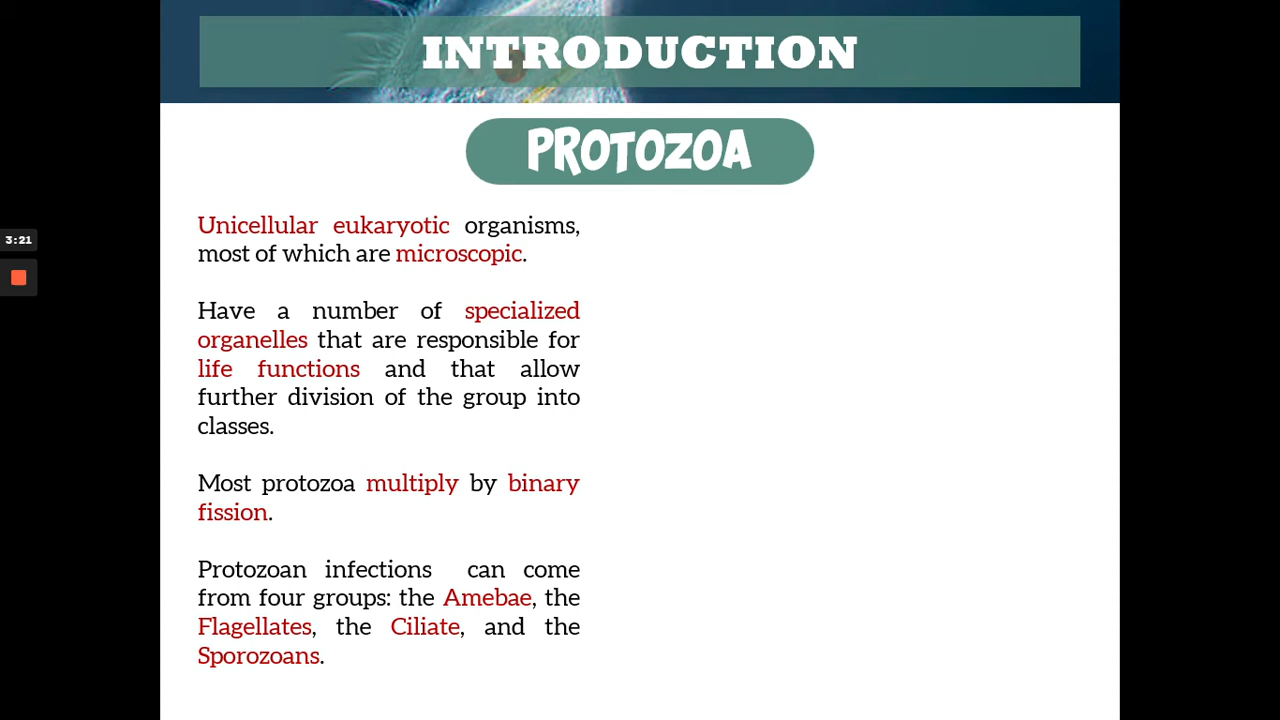 INTRODUCTION
PROTOZOA
Unicellular eukaryotic organisms,
most of which are microscopic.
3:21
Have a number of specialized
organelles that are responsible for
life functions and that allow
further division of the group into
classes.
Most protozoa multiply by binary
fission.
Protozoan infections can come
from four groups: the Amebae, the
Flagellates, the Ciliate, and the
Sporozoans.